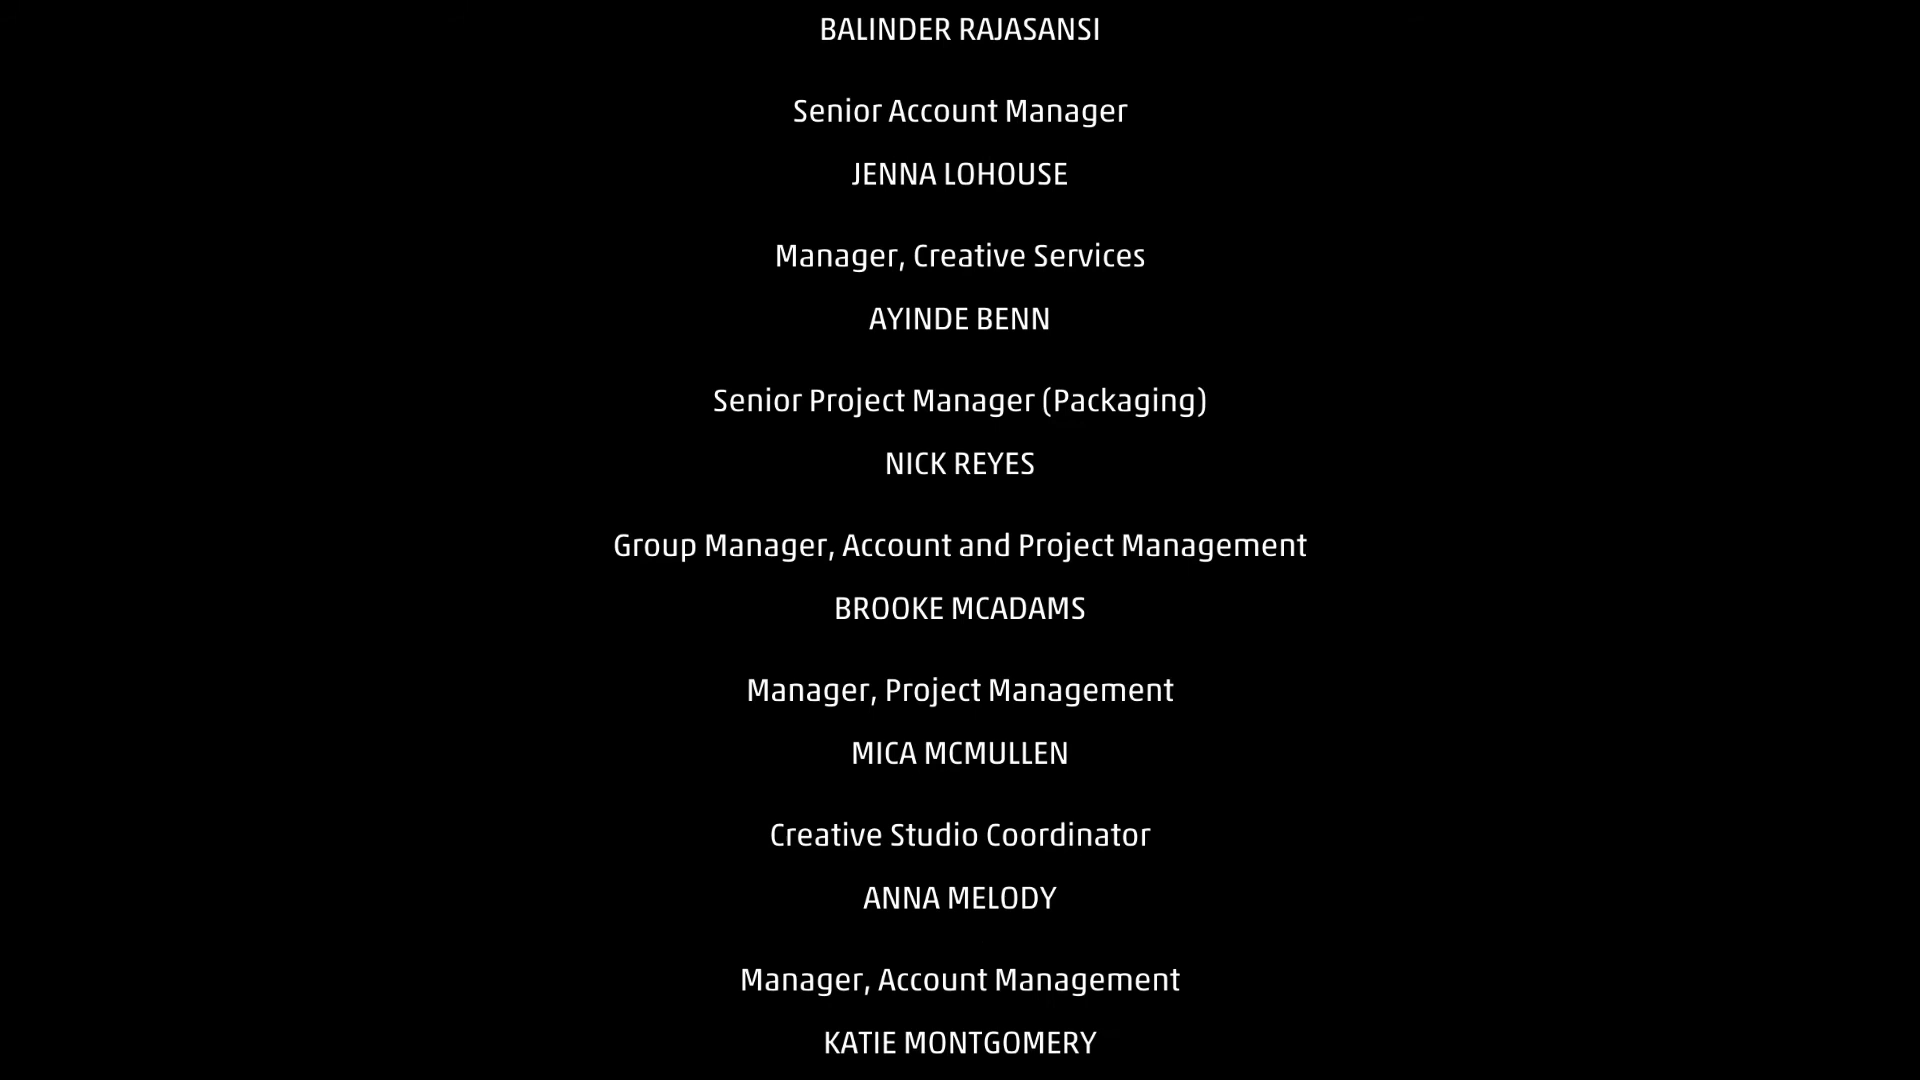 BALINDER RAJASANSI
Senior Account Manager
JENNA LOHOUSE
Manager, Creative Services
AYINDE BENN
Senior Project Manager (Packaging)
NICK REYES
Group Manager, Account and Project Management
BROOKE MCADAMS
Manager, Project Management
MICA MCMULLEN
Creative Studio Coordinator
ANNA MELODY
Manager, Account Management
KATIE MONTGOMERY